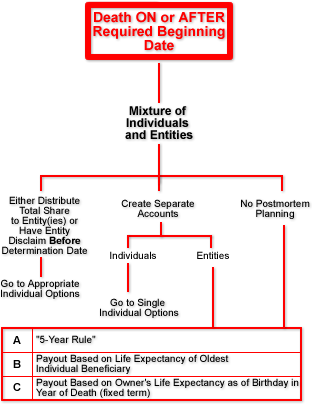 Death ON or AFTER
Required Beginning
Date
Mixture of
Individuals
and Entities
Either Distribute
Total Share
to Entity(ies) or
Have Entity
Disclaim Before
Determination Date
Create Separate
Accounts
No Postmortem
Planning
Individuals
Entities
Go to Appropriate
Individual Options
Go to Single
Individual Options
A "5-Year Rule"
B Payout Based on Life Expectancy of Oldest
Individual Beneficiary
C Payout Based on Owner's Life Expectancy as of Birthday in
Year of Death (fixed term)